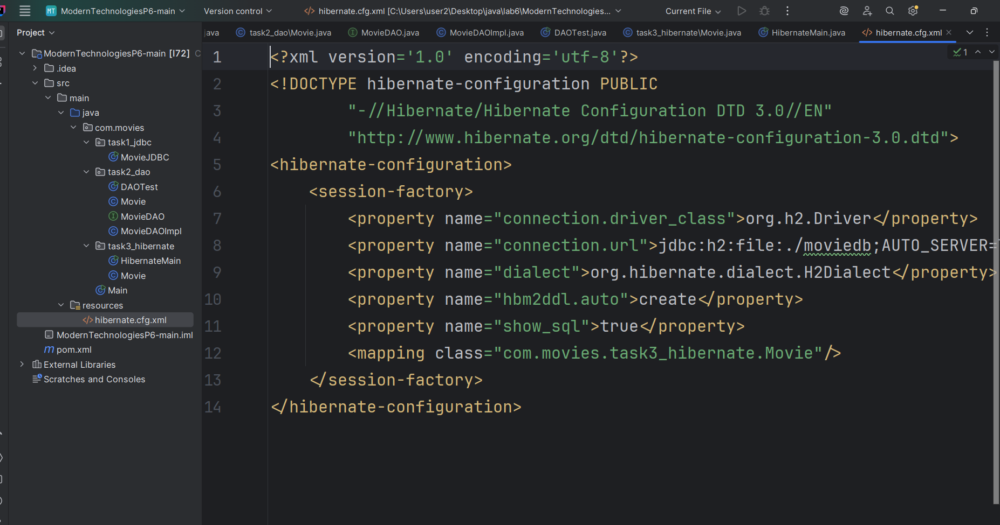 MT ModernTechnologiesP6-main Version control </> hibernate.cfg.xml [C:\Users\user2\Desktop\java\lab6\ModernTechnologies... Current File
Project
java task2_dao\Movie.java MovieDAO.java MovieDAOImpl.java DAOTest.java task3_hibernate\Movie.java HibernateMain.java </> hibernate.cfg.xml
ModernTechnologiesP6-main [l72] C
.idea
src
main
java
com.movies
task1_jdbc
MovieJDBC
task2_dao
DAOTest
Movie
MovieDAO
MovieDAOImpl
task3_hibernate
HibernateMain
Movie
Main
resources
</> hibernate.cfg.xml
ModernTechnologiesP6-main.iml
m pom.xml
External Libraries
Scratches and Consoles
1
1 <?xml version='1.0' encoding='utf-8'?>
2 <!DOCTYPE hibernate-configuration PUBLIC
3 "-//Hibernate/Hibernate Configuration DTD 3.0//EN"
4 "http://www.hibernate.org/dtd/hibernate-configuration-3.0.dtd">
5 <hibernate-configuration>
6 <session-factory>
7 <property name="connection.driver_class">org.h2.Driver</property>
8 <property name="connection.url">jdbc:h2:file:./moviedb;AUTO_SERVER=
9 <property name="dialect">org.hibernate.dialect.H2Dialect</property>
10 <property name="hbm2ddl.auto">create</property>
11 <property name="show_sql">true</property>
12 <mapping class="com.movies.task3_hibernate.Movie"/>
13 </session-factory>
14 </hibernate-configuration>